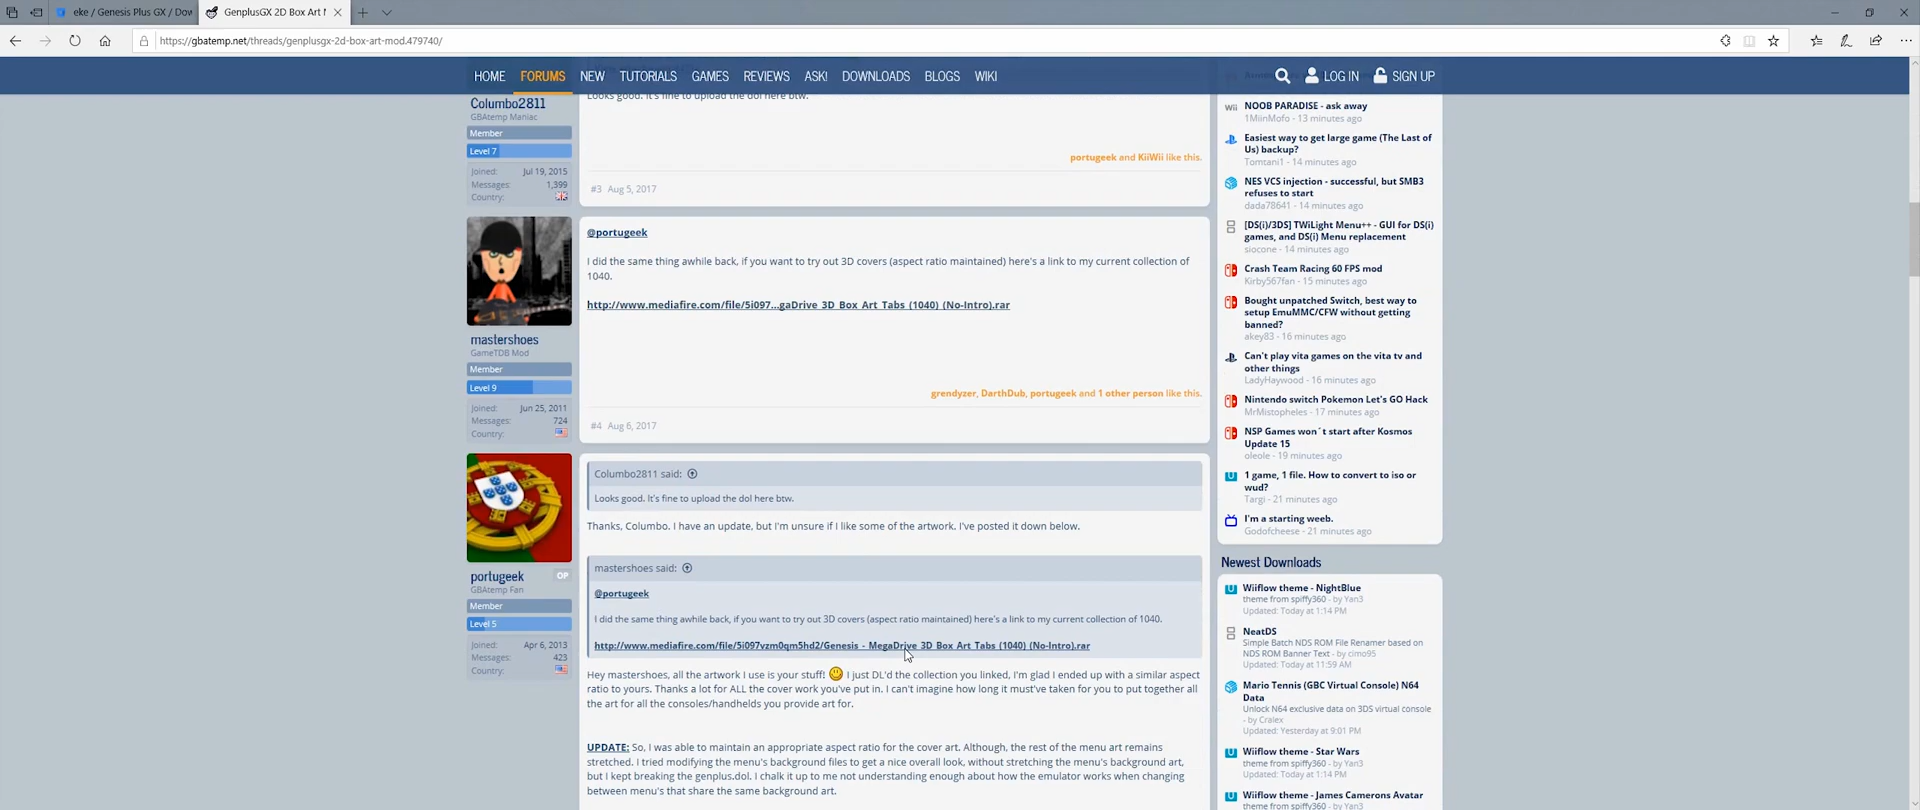 eke / Genesis Plus GX / Dow
GenplusGX 2D Box Art M
https://gbatemp.net/threads/genplusgx-2d-box-art-mod.479740/
HOME FORUMS NEW TUTORIALS GAMES REVIEWS ASK! DOWNLOADS BLOGS WIKI LOG IN SIGN UP
Columbo2811
GBAtemp Maniac
Member
Level 7
Joined: Jul 19, 2015
Messages: 1,399
Country:
Looks good. It's fine to upload the dol here btw.
portugeek and KiiWii like this.
#3 Aug 5, 2017
mastershoes
GameTDB Mod
Member
Level 9
Joined: Jun 25, 2011
Messages: 724
Country:
@portugeek
I did the same thing awhile back, if you want to try out 3D covers (aspect ratio maintained) here's a link to my current collection of
1040.
http://www.mediafire.com/file/5i097...gaDrive_3D_Box_Art_Tabs_(1040)_(No-Intro).rar
grendyzer, DarthDub, portugeek and 1 other person like this.
#4 Aug 6, 2017
portugeek OP
GBAtemp Fan
Member
Level 5
Joined: Apr 6, 2013
Messages: 423
Country:
Columbo2811 said:
Looks good. It's fine to upload the dol here btw.
Thanks, Columbo. I have an update, but I'm unsure if I like some of the artwork. I've posted it down below.
mastershoes said:
@portugeek
I did the same thing awhile back, if you want to try out 3D covers (aspect ratio maintained) here's a link to my current collection of 1040.
http://www.mediafire.com/file/5i097vzm0qm5hd2/Genesis_-_MegaDrive_3D_Box_Art_Tabs_(1040)_(No-Intro).rar
Hey mastershoes, all the artwork I use is your stuff! I just DL'd the collection you linked, I'm glad I ended up with a similar aspect
ratio to yours. Thanks a lot for ALL the cover work you've put in. I can't imagine how long it must've taken for you to put together all
the art for all the consoles/handhelds you provide art for.
UPDATE: So, I was able to maintain an appropriate aspect ratio for the cover art. Although, the rest of the menu art remains
stretched. I tried modifying the menu's background files to get a nice overall look, without stretching the menu's background art,
but I kept breaking the genplus.dol. I chalk it up to me not understanding enough about how the emulator works when changing
between menu's that share the same background art.
Wii
NOOB PARADISE - ask away
1MiinMofo - 13 minutes ago
Easiest way to get large game (The Last of
Us) backup?
Tomtani1 - 14 minutes ago
NES VCS injection - successful, but SMB3
refuses to start
dada78641 - 14 minutes ago
[DS(i)/3DS] TWiLight Menu++ - GUI for DS(i)
games, and DS(i) Menu replacement
siocone - 14 minutes ago
Crash Team Racing 60 FPS mod
Kirby567fan - 15 minutes ago
Bought unpatched Switch, best way to
setup EmuMMC/CFW without getting
banned?
akey83 - 16 minutes ago
Can't play vita games on the vita tv and
other things
LadyHaywood - 16 minutes ago
Nintendo switch Pokemon Let's GO Hack
MrMistopheles - 17 minutes ago
NSP Games won´t start after Kosmos
Update 15
oleole - 19 minutes ago
1 game, 1 file. How to convert to iso or
wud?
Targi - 21 minutes ago
I'm a starting weeb.
Godofcheese - 21 minutes ago
Newest Downloads
Wiiflow theme - NightBlue
theme from spiffy360 - by Yan3
Updated: Today at 1:14 PM
NeatDS
Simple Batch NDS ROM File Renamer based on
NDS ROM Banner Text - by cimo95
Updated: Today at 11:59 AM
Mario Tennis (GBC Virtual Console) N64
Data
Unlock N64 exclusive data on 3DS virtual console
- by Cralex
Updated: Yesterday at 9:01 PM
Wiiflow theme - Star Wars
theme from spiffy360 - by Yan3
Updated: Today at 1:14 PM
Wiiflow theme - James Camerons Avatar
theme from spiffy360 - by Yan3